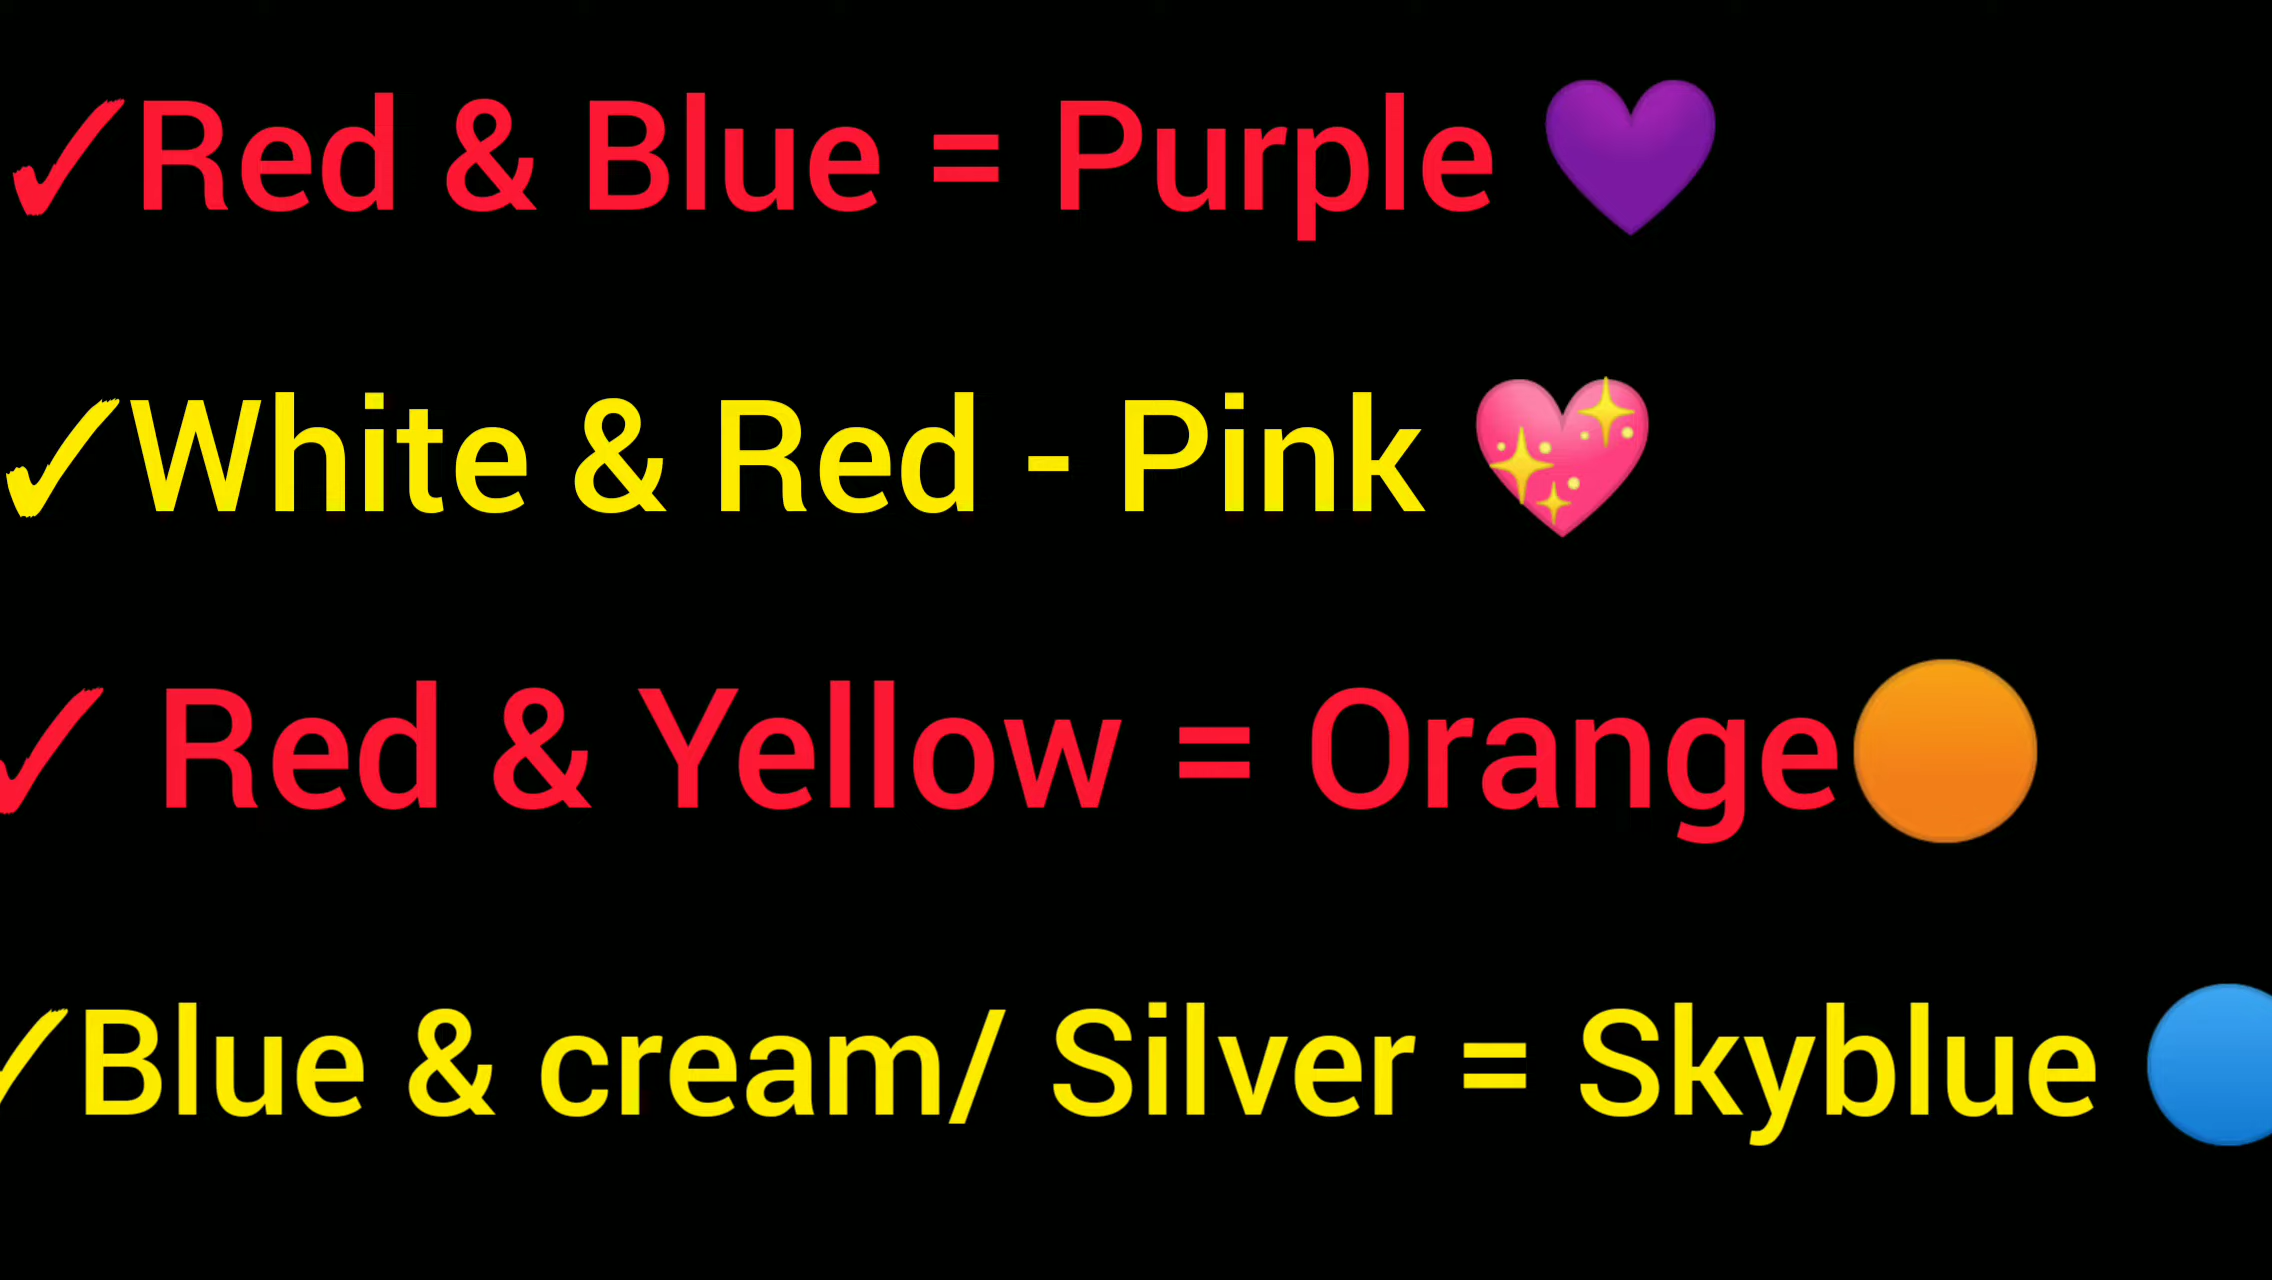 ✓Red & Blue = Purple 💜
✓White & Red - Pink 💖
✓ Red & Yellow = Orange🟠
✓Blue & cream/ Silver = Skyblue 🔵